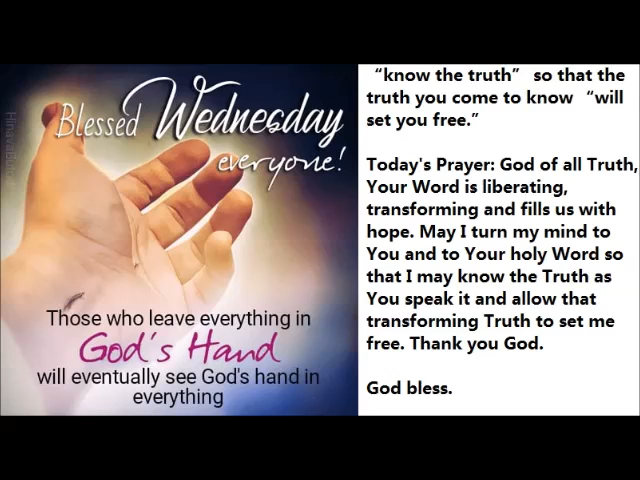 Blessed Wednesday
everyone!
Those who leave everything in
God's Hand
will eventually see God's hand in
everything
“know the truth” so that the
truth you come to know “will
set you free.”
Today's Prayer: God of all Truth,
Your Word is liberating,
transforming and fills us with
hope. May I turn my mind to
You and to Your holy Word so
that I may know the Truth as
You speak it and allow that
transforming Truth to set me
free. Thank you God.
God bless.